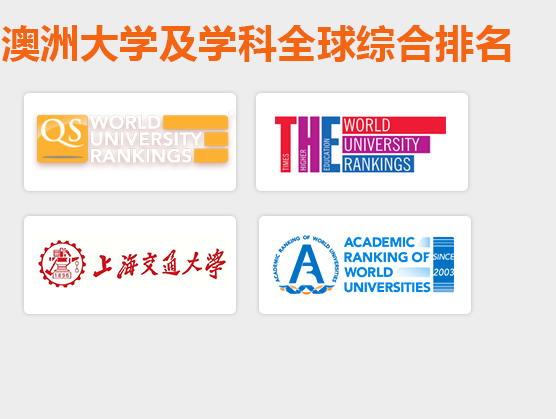 澳洲大学及学科全球综合排名
QS WORLD
UNIVERSITY
RANKINGS
THE WORLD
UNIVERSITY
RANKINGS
TIMES
HIGHER
EDUCATION
上海交通大学
1896
ACADEMIC RANKING OF WORLD UNIVERSITIES
A
ACADEMIC
RANKING OF
WORLD
UNIVERSITIES
SINCE
2003